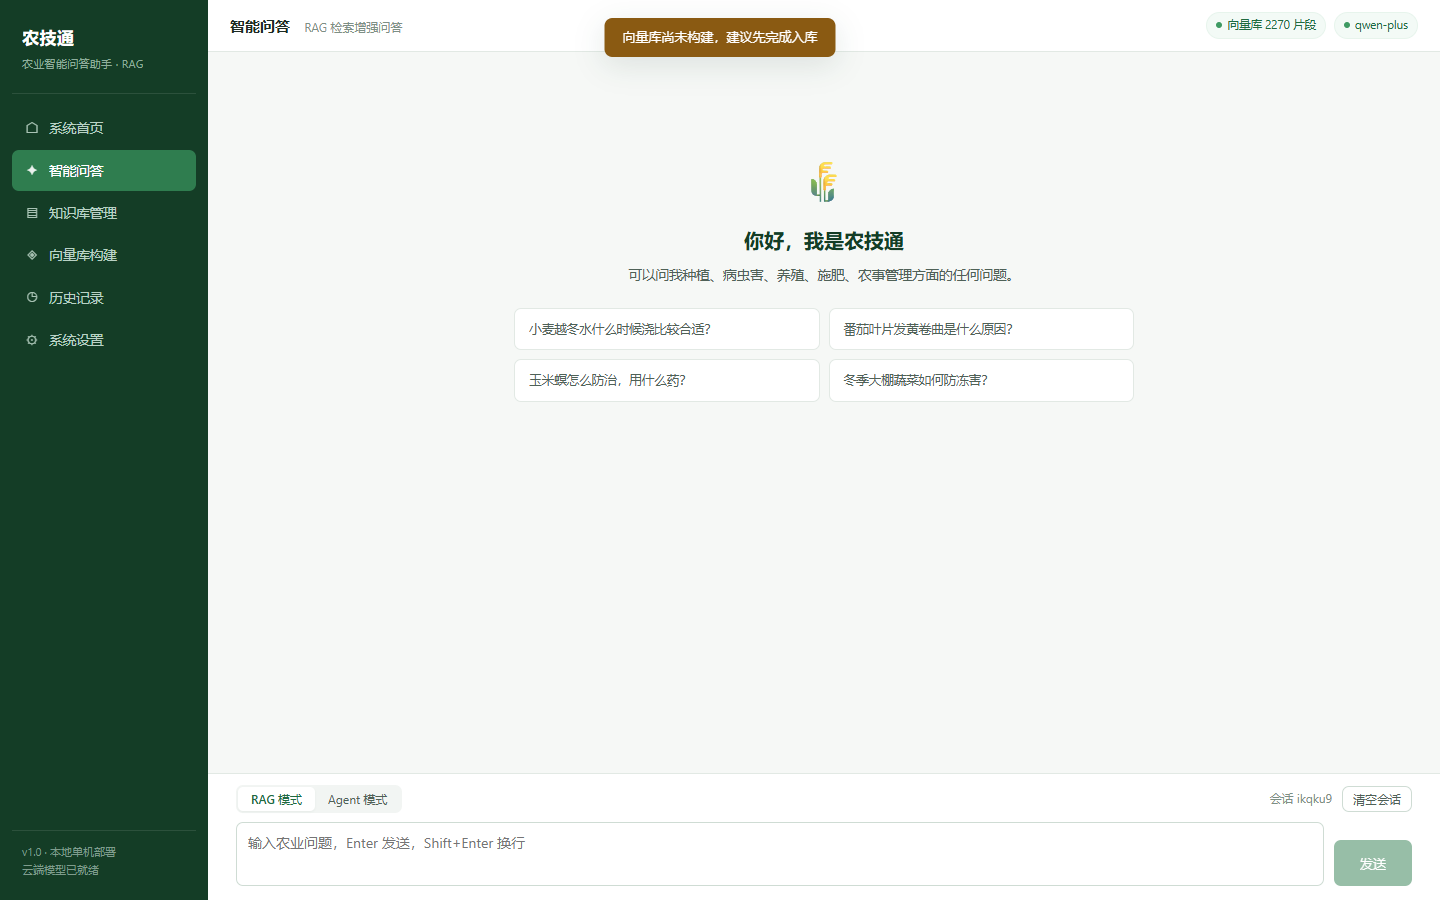 农技通
农业智能问答助手 · RAG
系统首页
智能问答
知识库管理
向量库构建
历史记录
系统设置
v1.0 · 本地单机部署
云端模型已就绪
智能问答 RAG 检索增强问答
向量库尚未构建，建议先完成入库
向量库 2270 片段
qwen-plus
你好，我是农技通
可以问我种植、病虫害、养殖、施肥、农事管理方面的任何问题。
小麦越冬水什么时候浇比较合适？
番茄叶片发黄卷曲是什么原因？
玉米螟怎么防治，用什么药？
冬季大棚蔬菜如何防冻害？
RAG 模式
Agent 模式
会话 ikqku9
清空会话
输入农业问题，Enter 发送，Shift+Enter 换行
发送